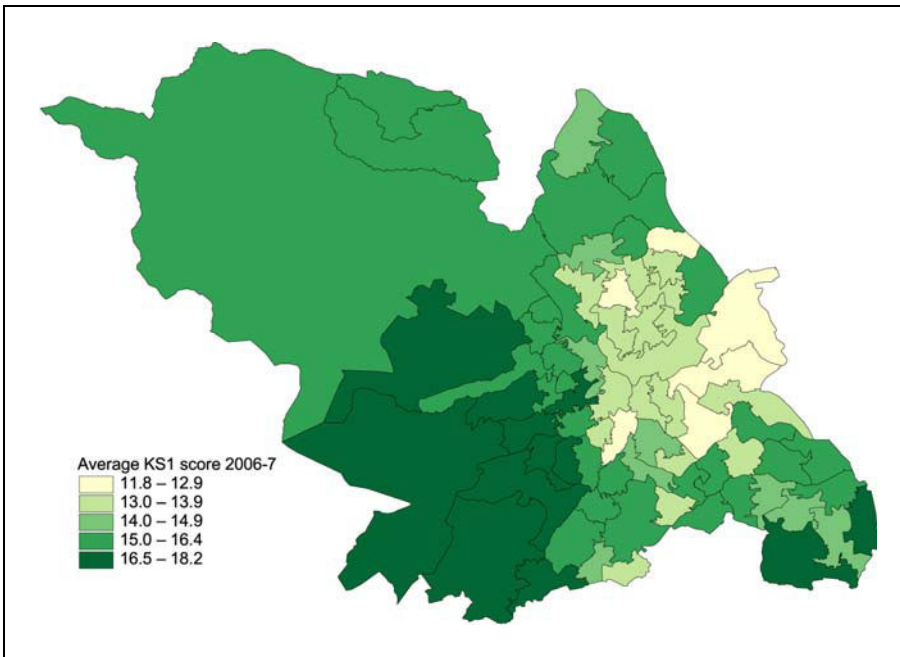 Average KS1 score 2006-7
11.8 – 12.9
13.0 – 13.9
14.0 – 14.9
15.0 – 16.4
16.5 – 18.2